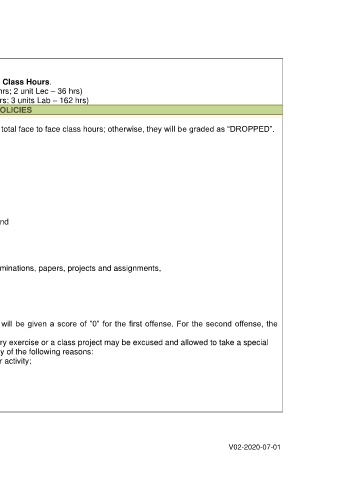 Class Hours.
hrs; 2 unit Lec – 36 hrs)
rs; 3 units Lab – 162 hrs)
OLICIES
total face to face class hours; otherwise, they will be graded as “DROPPED”.
nd
minations, papers, projects and assignments,
will be given a score of "0" for the first offense. For the second offense, the
ry exercise or a class project may be excused and allowed to take a special
y of the following reasons:
r activity;
V02-2020-07-01